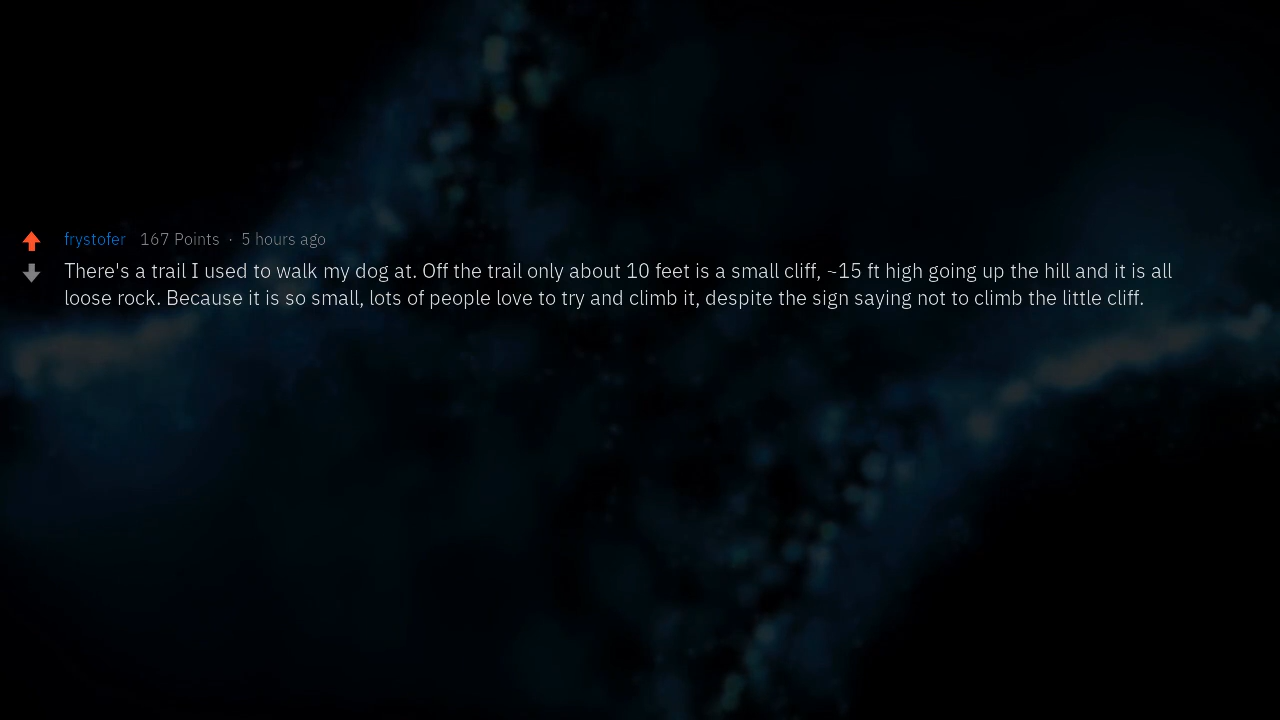 frystofer 167 Points · 5 hours ago
There's a trail I used to walk my dog at. Off the trail only about 10 feet is a small cliff, ~15 ft high going up the hill and it is all
loose rock. Because it is so small, lots of people love to try and climb it, despite the sign saying not to climb the little cliff.